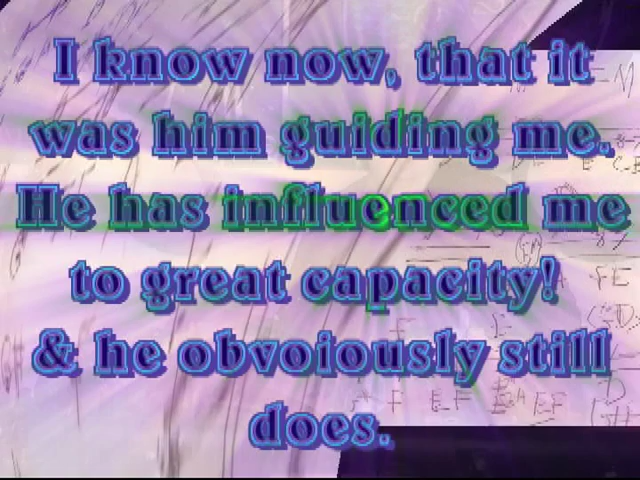 I know now, that it
was him guiding me.
He has influenced me
to great capacity!
& he obvoiously still
does.